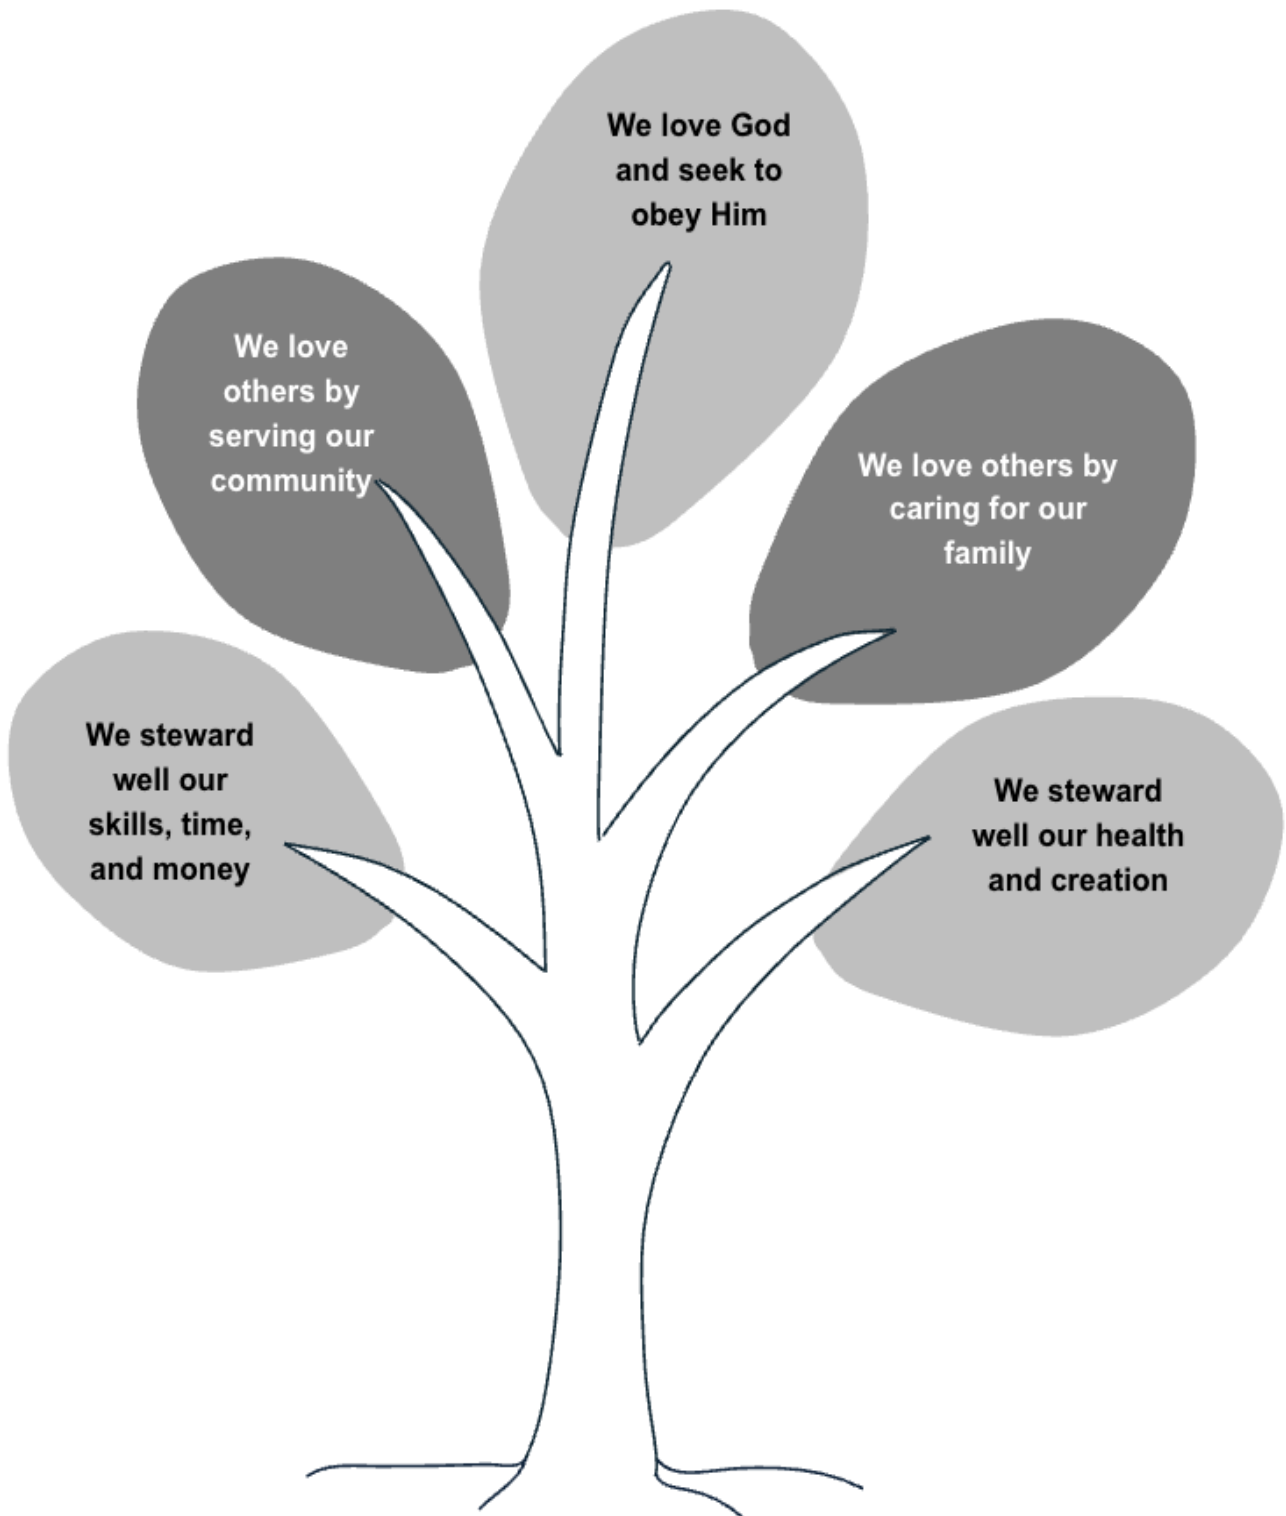 We love God
and seek to
obey Him
We love
others by
serving our
community
We love others by
caring for our
family
We steward
well our
skills, time,
and money
We steward
well our health
and creation